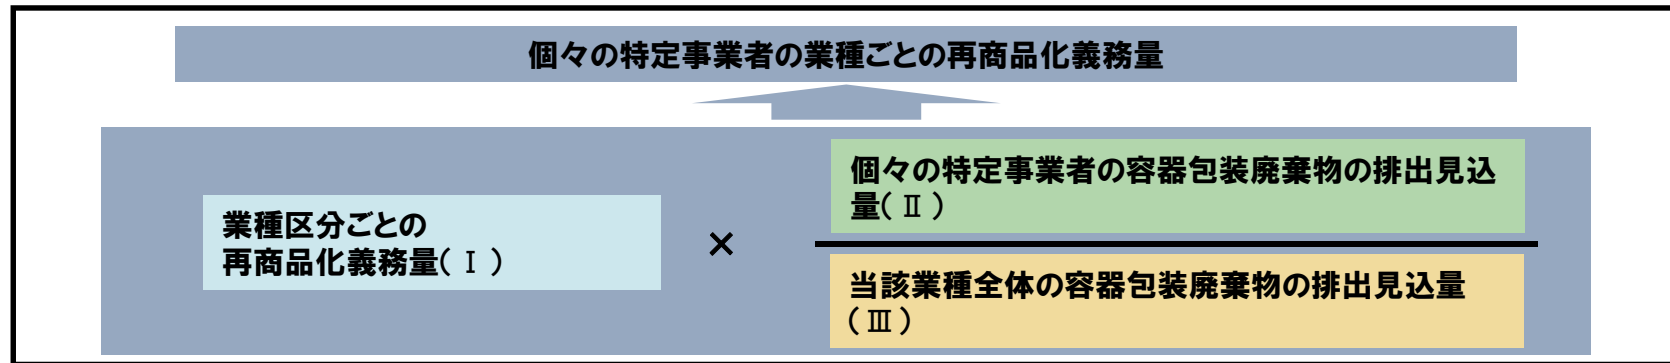 個々の特定事業者の業種ごとの再商品化義務量
業種区分ごとの
再商品化義務量(Ⅰ)
×
個々の特定事業者の容器包装廃棄物の排出見込
量(Ⅱ)
当該業種全体の容器包装廃棄物の排出見込量
(Ⅲ)